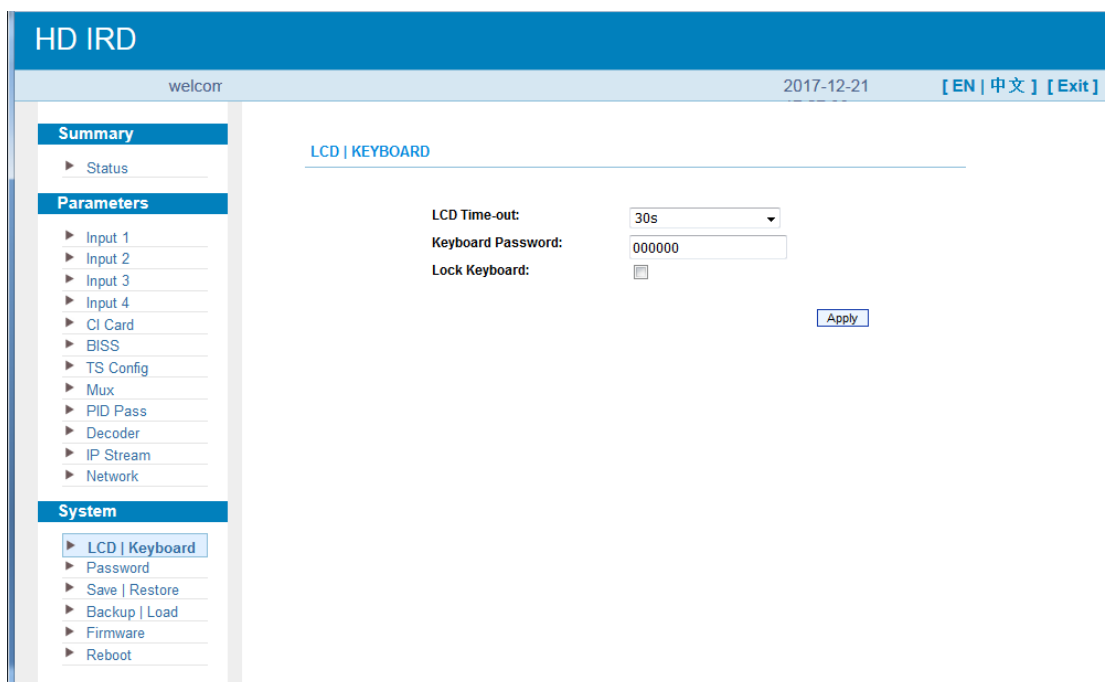 HD IRD
welcom
2017-12-21
[ EN | 中文 ] [ Exit ]
Summary
Status
LCD | KEYBOARD
Parameters
Input 1
Input 2
Input 3
Input 4
CI Card
BISS
TS Config
Mux
PID Pass
Decoder
IP Stream
Network
LCD Time-out: 30s
Keyboard Password: 000000
Lock Keyboard:
Apply
System
LCD | Keyboard
Password
Save | Restore
Backup | Load
Firmware
Reboot